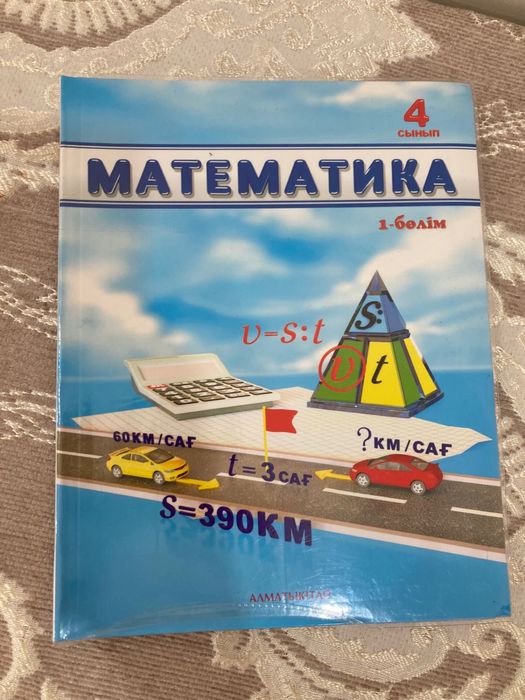 4
СЫНЫП
МАТЕМАТИКА
1-бөлім
υ=s:t
s:
υ t
60КМ/САҒ
?КМ/САҒ
t=3САҒ
S=390КМ
АЛМАТЫКІТАП